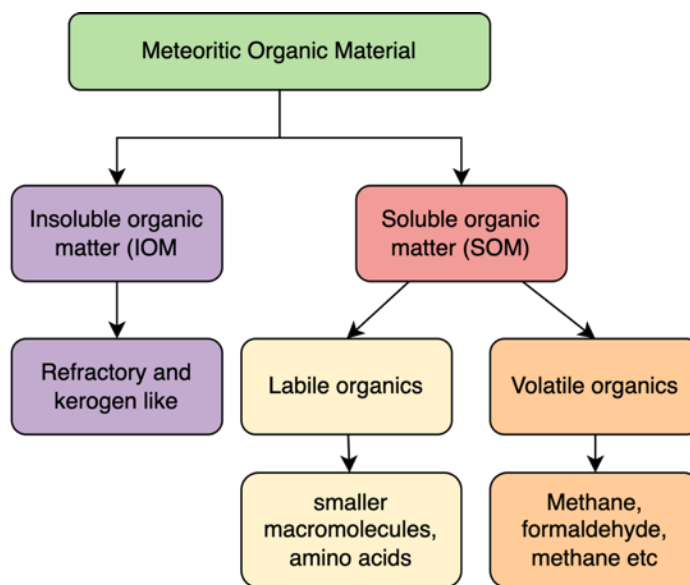 Meteoritic Organic Material
Insoluble organic
matter (IOM
Soluble organic
matter (SOM)
Refractory and
kerogen like
Labile organics
Volatile organics
smaller
macromolecules,
amino acids
Methane,
formaldehyde,
methane etc